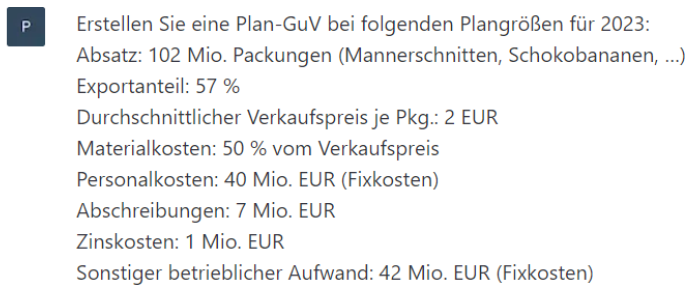 P
Erstellen Sie eine Plan-GuV bei folgenden Plangrößen für 2023:
Absatz: 102 Mio. Packungen (Mannerschnitten, Schokobananen, ...)
Exportanteil: 57 %
Durchschnittlicher Verkaufspreis je Pkg.: 2 EUR
Materialkosten: 50 % vom Verkaufspreis
Personalkosten: 40 Mio. EUR (Fixkosten)
Abschreibungen: 7 Mio. EUR
Zinskosten: 1 Mio. EUR
Sonstiger betrieblicher Aufwand: 42 Mio. EUR (Fixkosten)